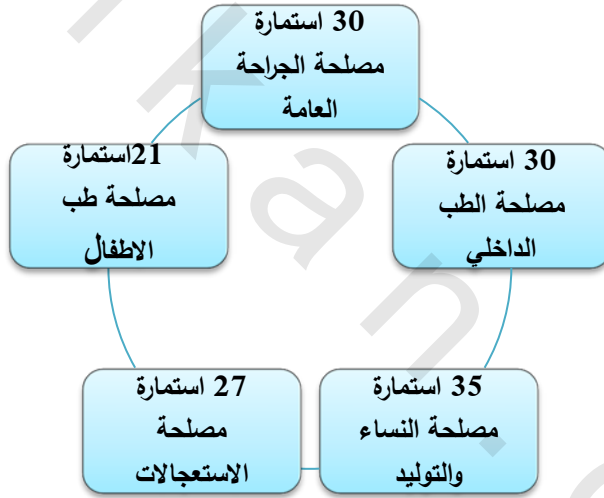 30 استمارة
مصلحة الجراحة
العامة
30 استمارة
مصلحة الطب
الداخلي
21استمارة
مصلحة طب
الاطفال
35 استمارة
مصلحة النساء
والتوليد
27 استمارة
مصلحة
الاستعجالات